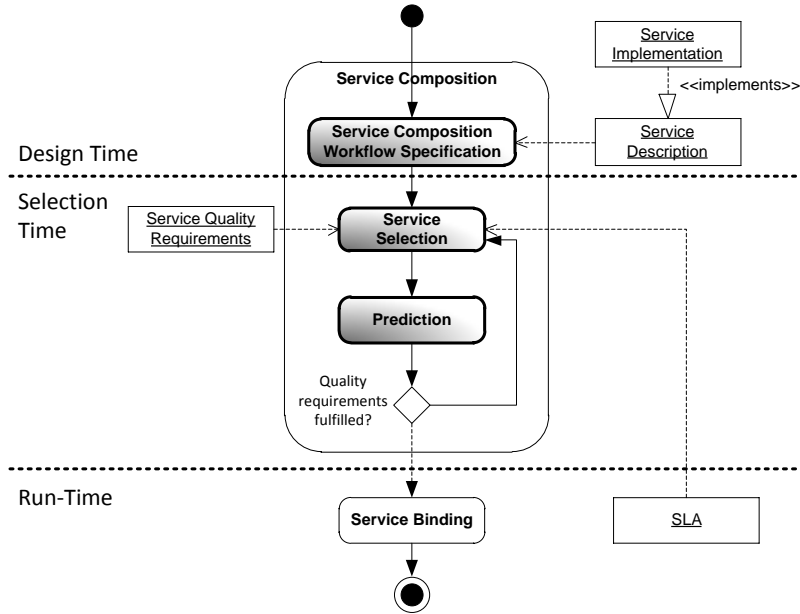 Service
Implementation
Service Composition
<<implements>>
Service Composition
Workflow Specification
Service
Description
Design Time
Selection
Time
Service Quality
Requirements
Service
Selection
Prediction
Quality
requirements
fulfilled?
Run-Time
Service Binding
SLA